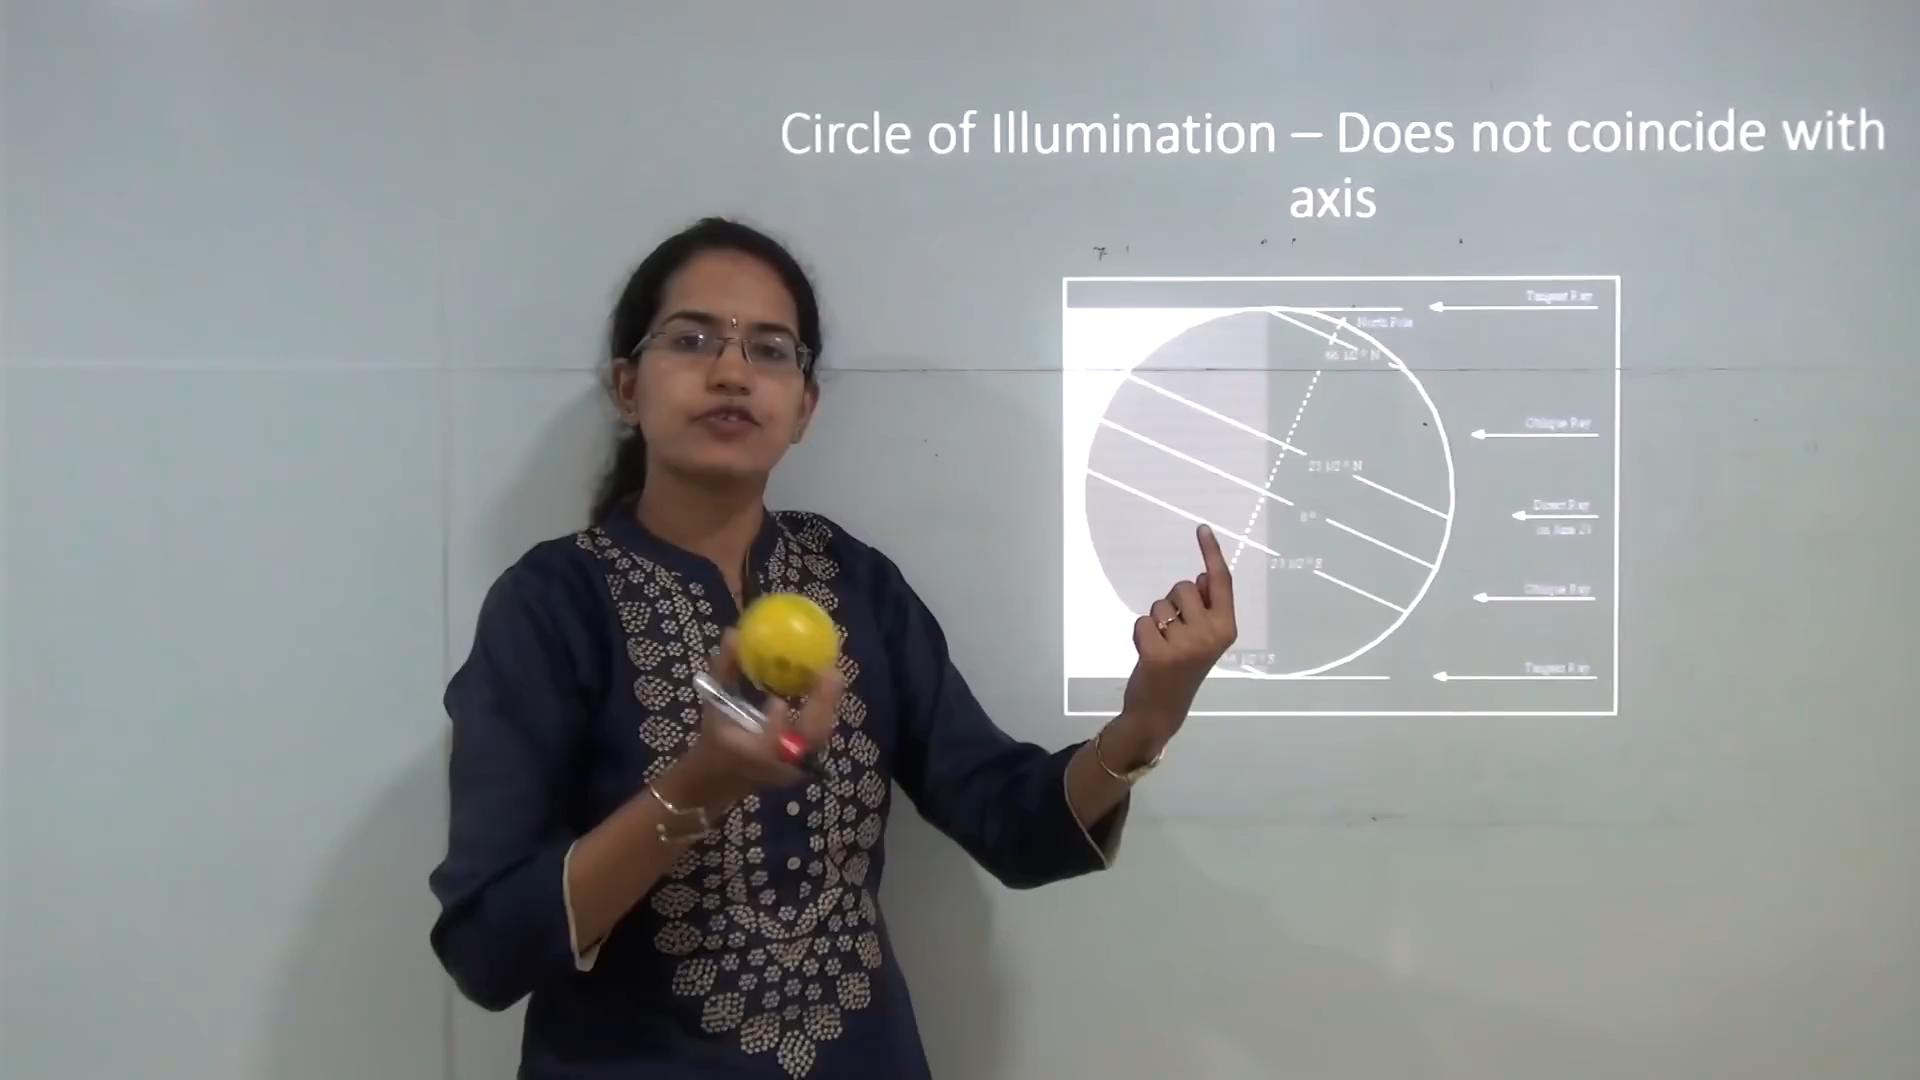 Circle of Illumination – Does not coincide with
axis
Tangent Ray
North Pole
66 1/2 ° N
Oblique Ray
23 1/2 ° N
Direct Ray
on June 21
0 °
23 1/2 ° S
Oblique Ray
Tangent Ray